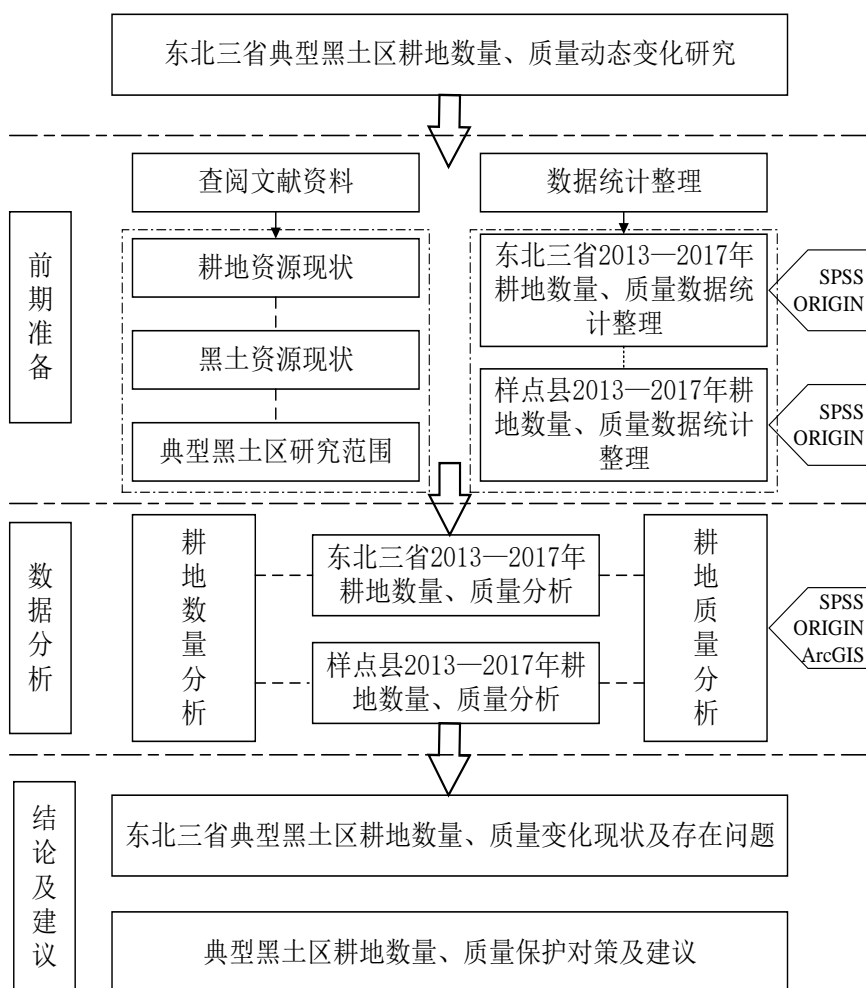 东北三省典型黑土区耕地数量、质量动态变化研究
前期准备
查阅文献资料
耕地资源现状
黑土资源现状
典型黑土区研究范围
数据统计整理
东北三省2013—2017年
耕地数量、质量数据统
计整理
SPSS
ORIGIN
样点县2013—2017年耕
地数量、质量数据统计
整理
SPSS
ORIGIN
数据分析
耕地数量分析
东北三省2013—2017年
耕地数量、质量分析
样点县2013—2017年耕
地数量、质量分析
耕地质量分析
SPSS
ORIGIN
ArcGIS
结论及建议
东北三省典型黑土区耕地数量、质量变化现状及存在问题
典型黑土区耕地数量、质量保护对策及建议